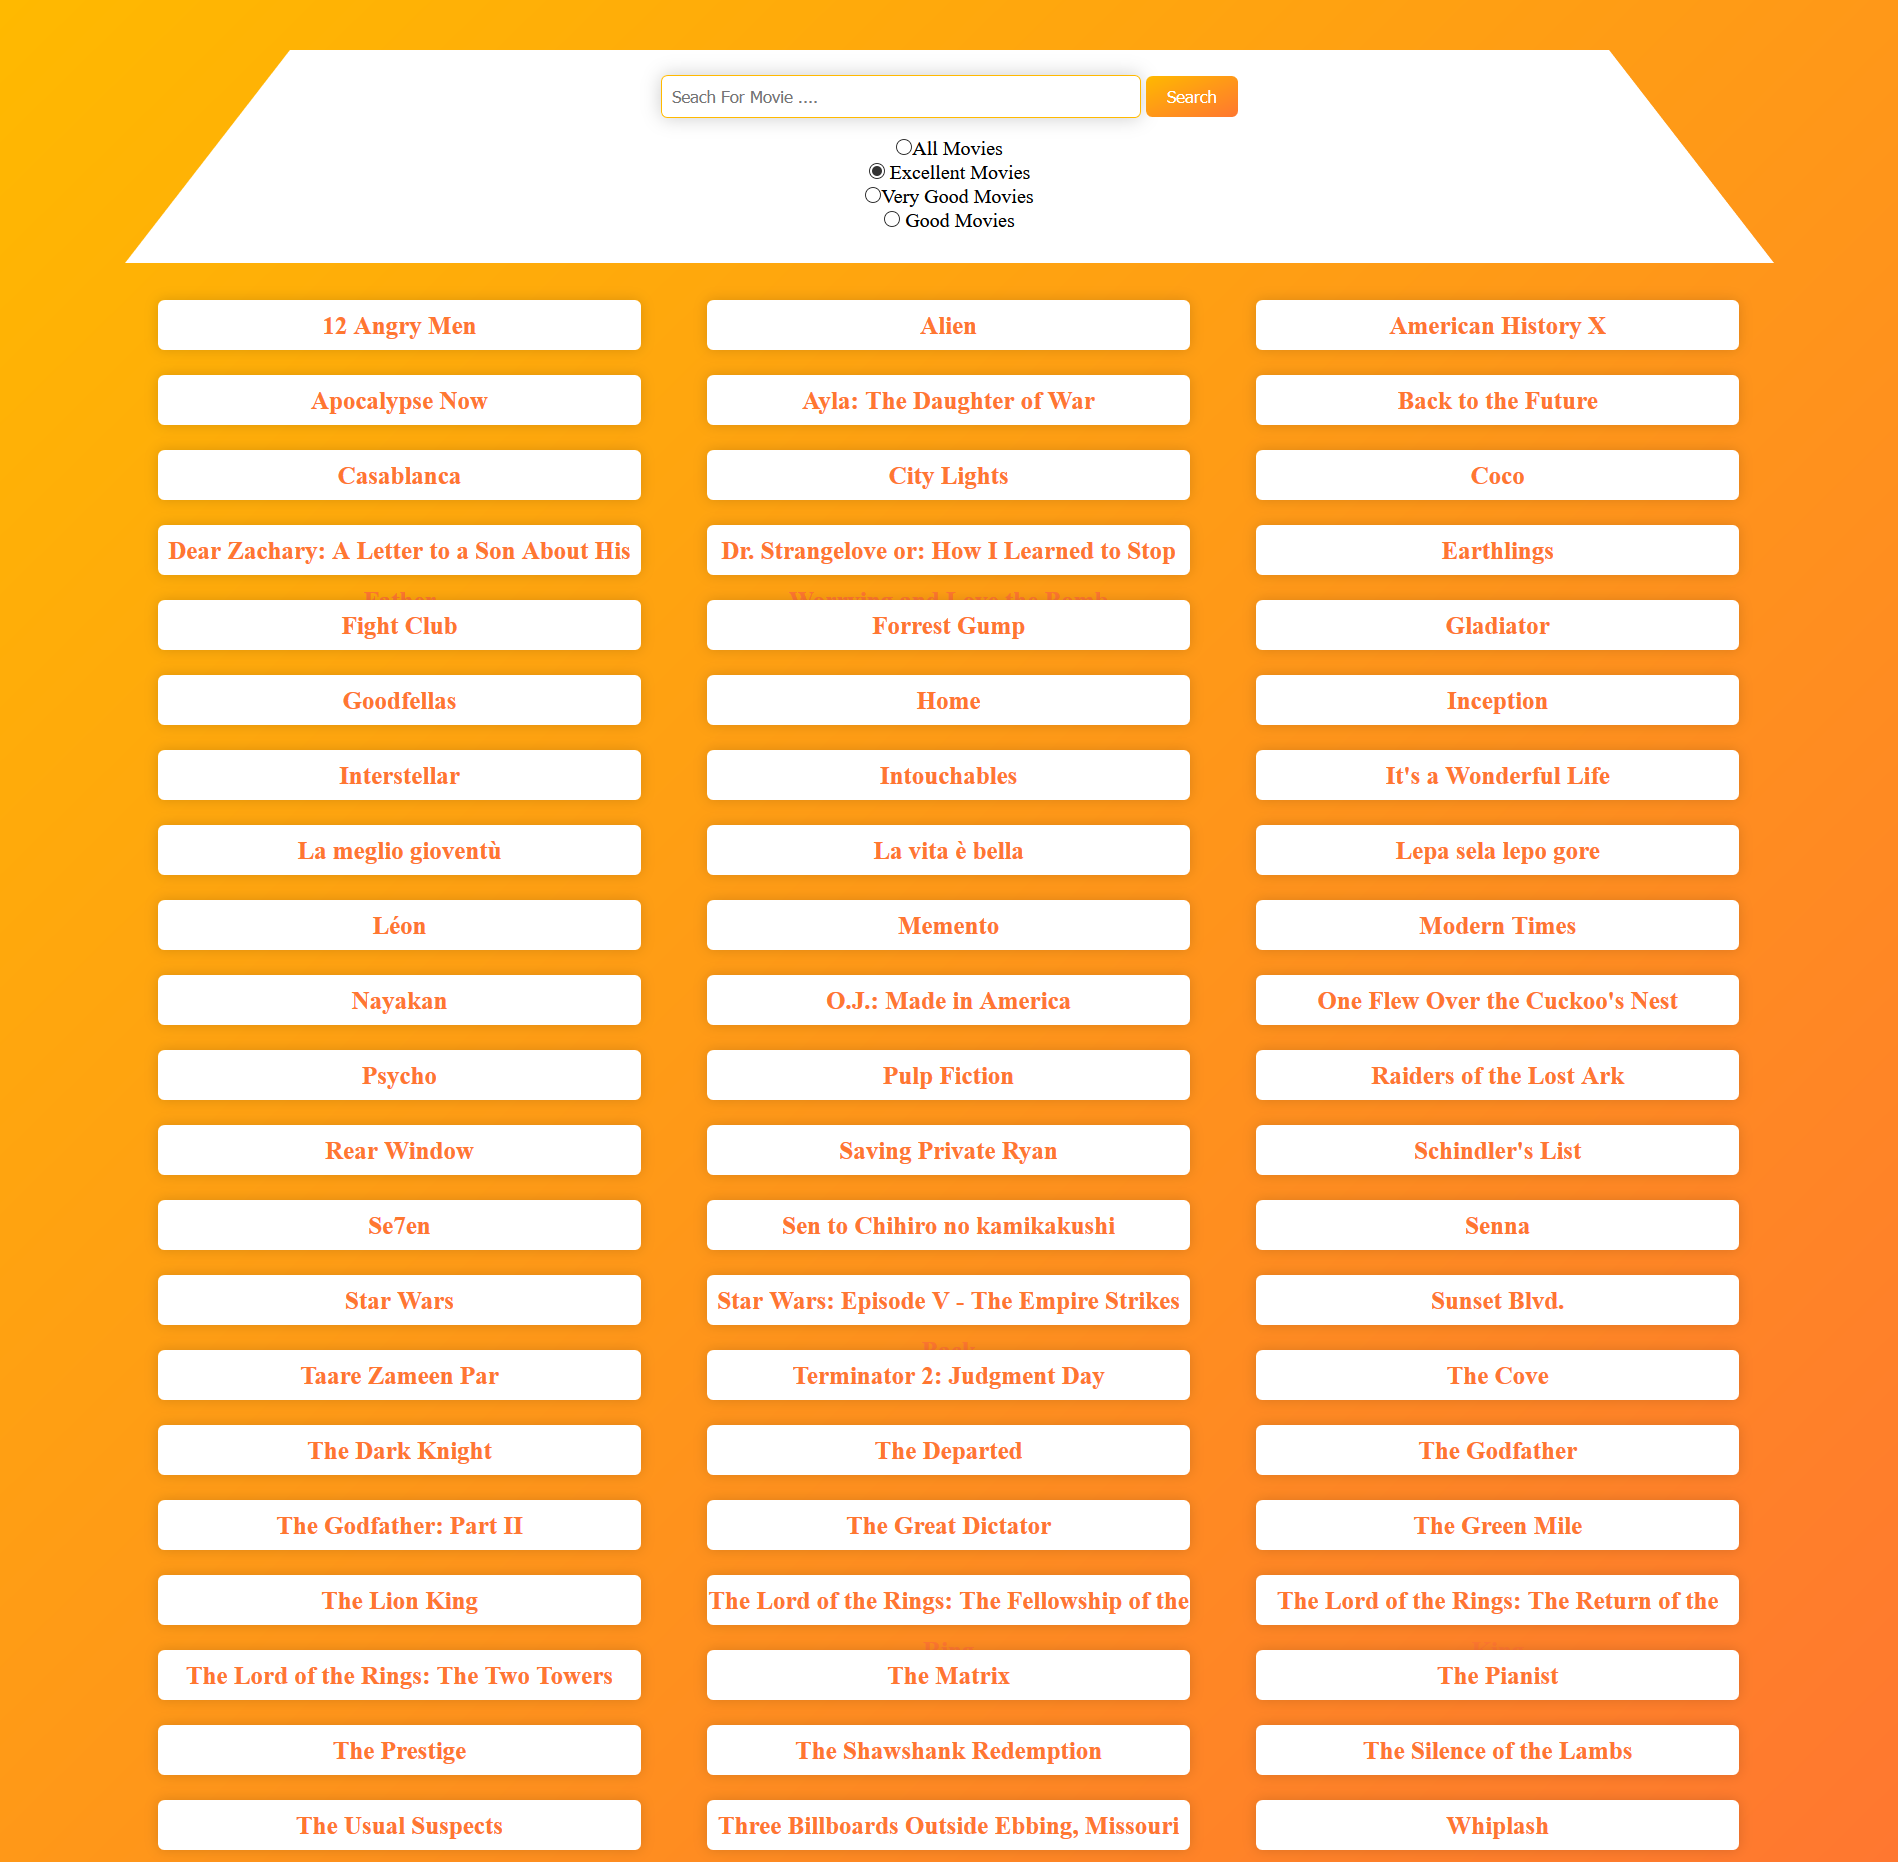 Seach For Movie ....
Search
All Movies
Excellent Movies
Very Good Movies
Good Movies
12 Angry Men
Alien
American History X
Apocalypse Now
Ayla: The Daughter of War
Back to the Future
Casablanca
City Lights
Coco
Dear Zachary: A Letter to a Son About His
Father
Dr. Strangelove or: How I Learned to Stop
Worrying and Love the Bomb
Earthlings
Fight Club
Forrest Gump
Gladiator
Goodfellas
Home
Inception
Interstellar
Intouchables
It's a Wonderful Life
La meglio gioventù
La vita è bella
Lepa sela lepo gore
Léon
Memento
Modern Times
Nayakan
O.J.: Made in America
One Flew Over the Cuckoo's Nest
Psycho
Pulp Fiction
Raiders of the Lost Ark
Rear Window
Saving Private Ryan
Schindler's List
Se7en
Sen to Chihiro no kamikakushi
Senna
Star Wars
Star Wars: Episode V - The Empire Strikes
Back
Sunset Blvd.
Taare Zameen Par
Terminator 2: Judgment Day
The Cove
The Dark Knight
The Departed
The Godfather
The Godfather: Part II
The Great Dictator
The Green Mile
The Lion King
The Lord of the Rings: The Fellowship of the
Ring
The Lord of the Rings: The Return of the
King
The Lord of the Rings: The Two Towers
The Matrix
The Pianist
The Prestige
The Shawshank Redemption
The Silence of the Lambs
The Usual Suspects
Three Billboards Outside Ebbing, Missouri
Whiplash